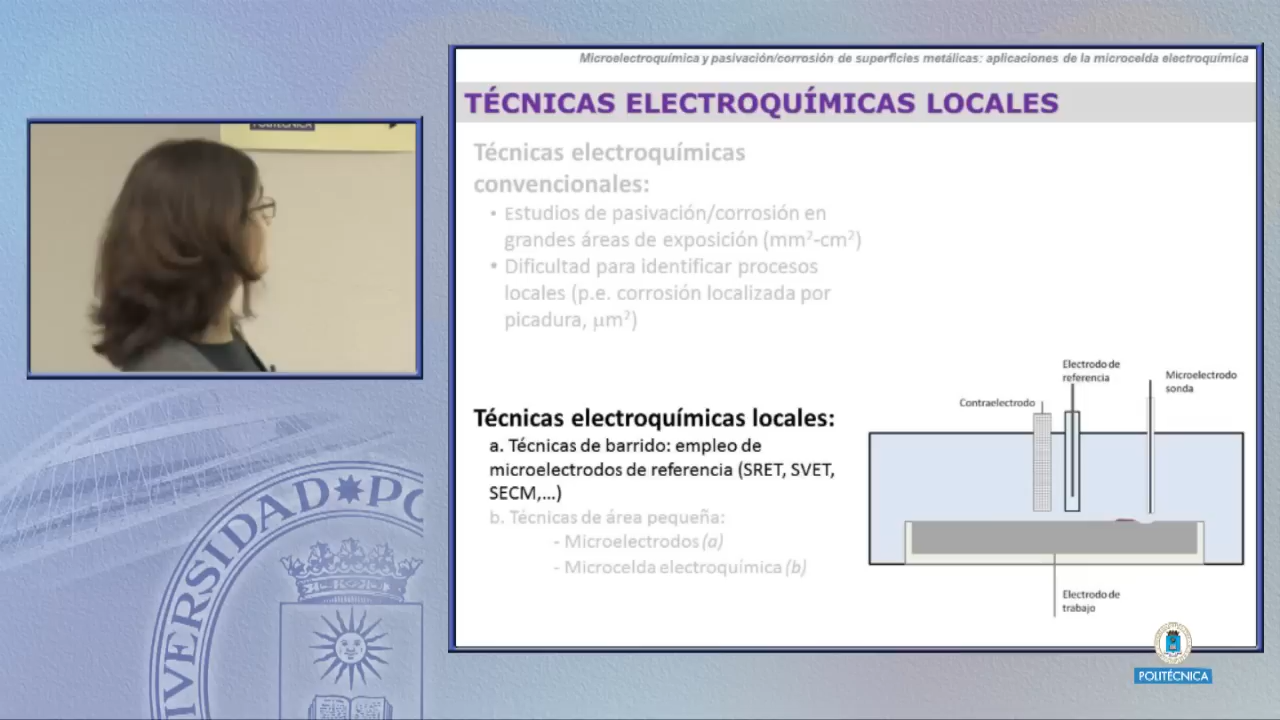 Microelectroquímica y pasivación/corrosión de superficies metálicas: aplicaciones de la microcelda electroquímica
TÉCNICAS ELECTROQUÍMICAS LOCALES
Técnicas electroquímicas
convencionales:
• Estudios de pasivación/corrosión en
grandes áreas de exposición (mm²-cm²)
• Dificultad para identificar procesos
locales (p.e. corrosión localizada por
picadura, µm²)
Técnicas electroquímicas locales:
a. Técnicas de barrido: empleo de
microelectrodos de referencia (SRET, SVET,
SECM,...)
b. Técnicas de área pequeña:
- Microelectrodos (a)
- Microcelda electroquímica (b)
Electrodo de
referencia
Microelectrodo
sonda
Contraelectrodo
Electrodo de
trabajo
POLITÉCNICA
POLITÉCNICA
VERSIDAD PO